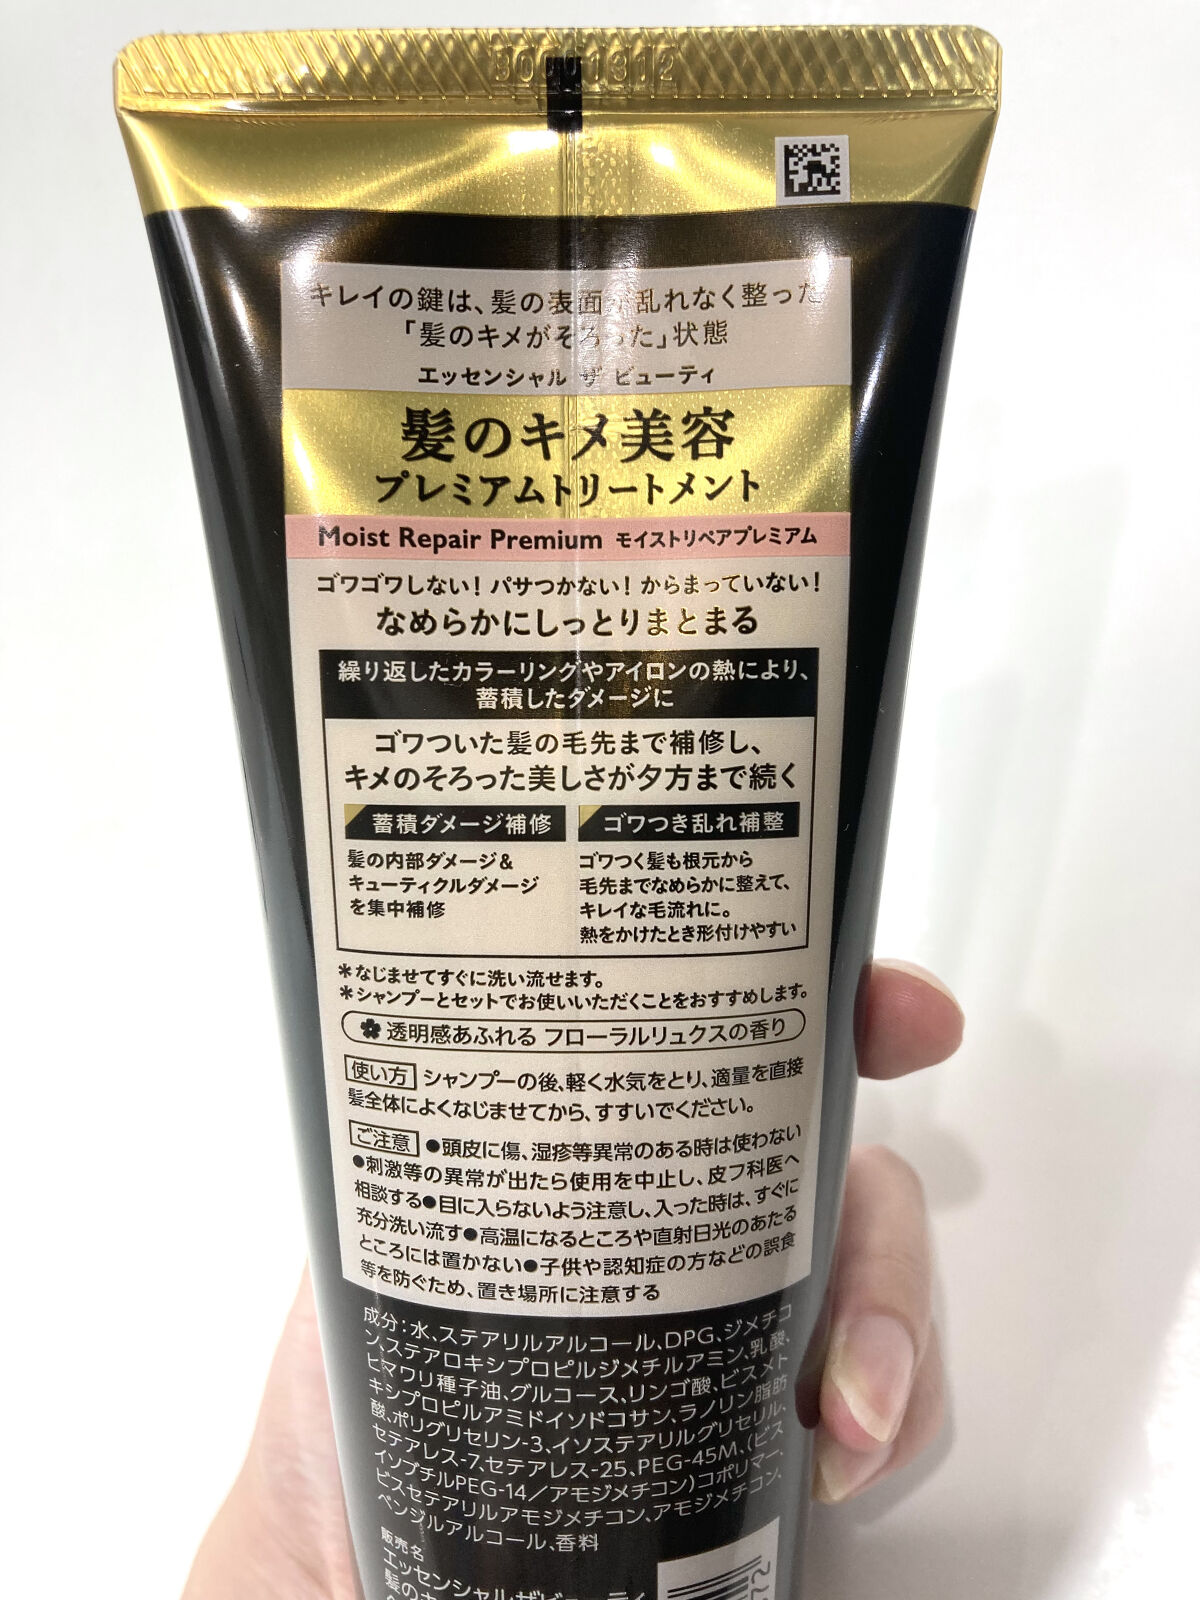 キレイの鍵は、髪の表面が乱れなく整った
「髪のキメがそろった」状態
エッセンシャル ザ ビューティ
髪のキメ美容
プレミアムトリートメント
Moist Repair Premium モイストリペアプレミアム
ゴワゴワしない！パサつかない！からまっていない！
なめらかにしっとりまとまる
繰り返したカラーリングやアイロンの熱により、
蓄積したダメージに
ゴワついた髪の毛先まで補修し、
キメのそろった美しさが夕方まで続く
蓄積ダメージ補修
髪の内部ダメージ＆
キューティクルダメージ
を集中補修
ゴワつき乱れ補整
ゴワつく髪も根元から
毛先までなめらかに整えて、
キレイな毛流れに。
熱をかけたとき形付けやすい
＊なじませてすぐに洗い流せます。
＊シャンプーとセットでお使いいただくことをおすすめします。
透明感あふれる フローラルリュクスの香り
使い方 シャンプーの後、軽く水気をとり、適量を直接
髪全体によくなじませてから、すすいでください。
ご注意 ●頭皮に傷、湿疹等異常のある時は使わない
●刺激等の異常が出たら使用を中止し、皮フ科医へ
相談する●目に入らないよう注意し、入った時は、すぐに
充分洗い流す●高温になるところや直射日光のあたる
ところには置かない●子供や認知症の方などの誤食
等を防ぐため、置き場所に注意する
成分：水、ステアリルアルコール、DPG、ジメチコ
ン、ステアロキシプロピルジメチルアミン、乳酸、
ヒマワリ種子油、グルコース、リンゴ酸、ビスメト
キシプロピルアミドイソドコサン、ラノリン脂肪
酸、ポリグリセリン-3、イソステアリルグリセリル、
セテアレス-7、セテアレス-25、PEG-45M、（ビス
イソブチルPEG-14／アモジメチコン）コポリマー、
ビスセテアリルアモジメチコン、アモジメチコン、
ベンジルアルコール、香料
販売名
エッセンシャルザビューティ
髪のキ